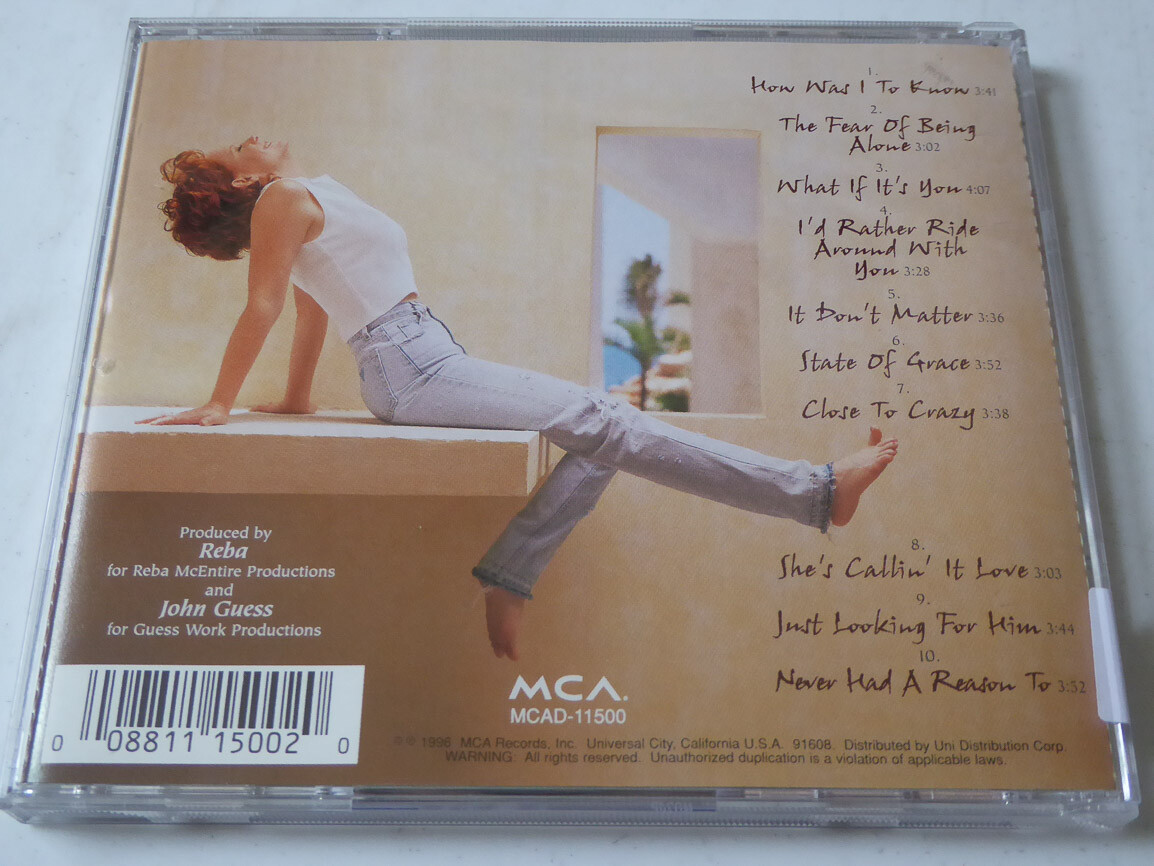 1.
How Was I To Know 3:41
2.
The Fear Of Being
Alone 3:02
3.
What If It's You 4:07
4.
I'd Rather Ride
Around With
You 3:28
5.
It Don't Matter 3:36
6.
State Of Grace 3:52
7.
Close To Crazy 3:38
8.
She's Callin' It Love 3:03
9.
Just Looking For Him 3:44
10.
Never Had A Reason To 3:52
Produced by
Reba
for Reba McEntire Productions
and
John Guess
for Guess Work Productions
0 08811 15002 0
MCA.
MCAD-11500
℗ © 1996 MCA Records, Inc. Universal City, California U.S.A. 91608. Distributed by Uni Distribution Corp.
WARNING: All rights reserved. Unauthorized duplication is a violation of applicable laws.